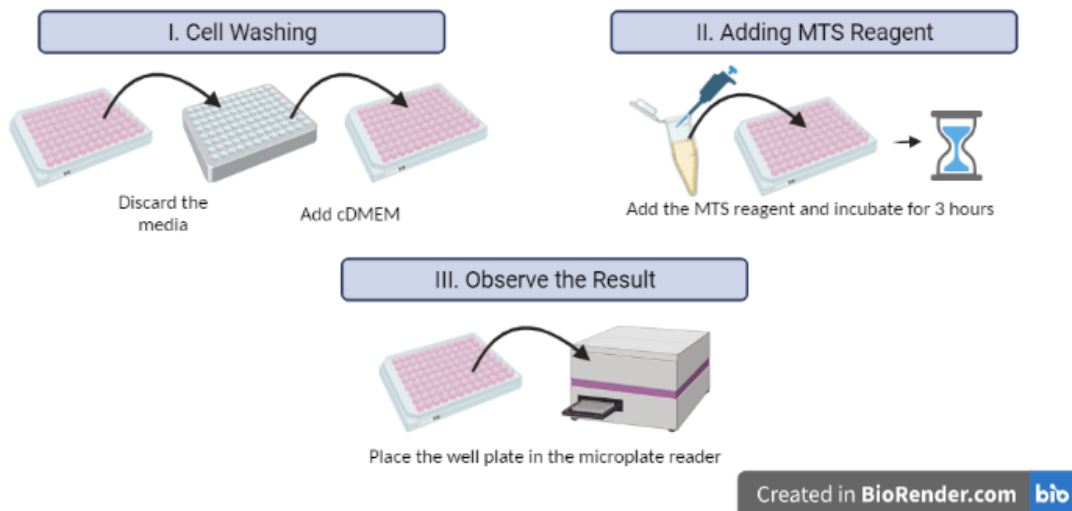 I. Cell Washing
II. Adding MTS Reagent
Discard the
media
Add cDMEM
Add the MTS reagent and incubate for 3 hours
III. Observe the Result
Place the well plate in the microplate reader
Created in BioRender.com bio